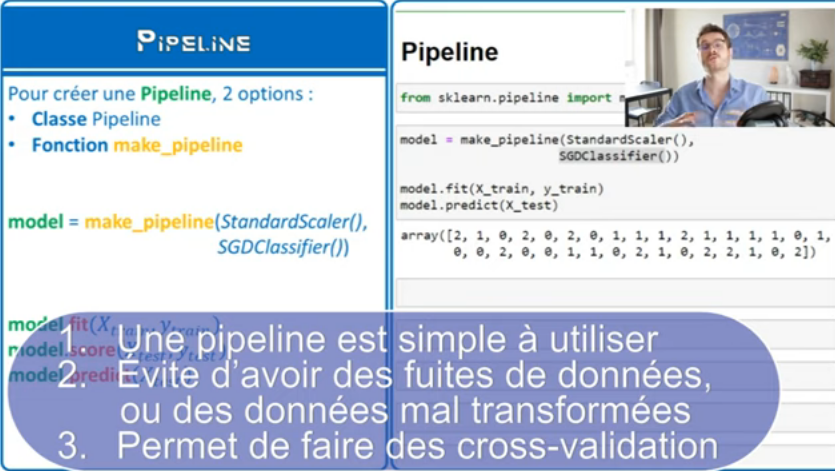 PIPELINE
Pour créer une Pipeline, 2 options :
• Classe Pipeline
• Fonction make_pipeline
model = make_pipeline(StandardScaler(),
SGDClassifier())
model.fit(X_train, y_train)
model.score(X_test, y_test)
model.predict(X_test)
Pipeline
from sklearn.pipeline import
model = make_pipeline(StandardScaler(),
SGDClassifier())
model.fit(X_train, y_train)
model.predict(X_test)
array([2, 1, 0, 2, 0, 2, 0, 1, 1, 1, 2, 1, 1, 1, 1, 0, 1,
0, 0, 2, 0, 0, 1, 1, 0, 2, 1, 0, 2, 2, 1, 0, 2])
1. Une pipeline est simple à utiliser
2. Évite d'avoir des fuites de données,
ou des données mal transformées
3. Permet de faire des cross-validation